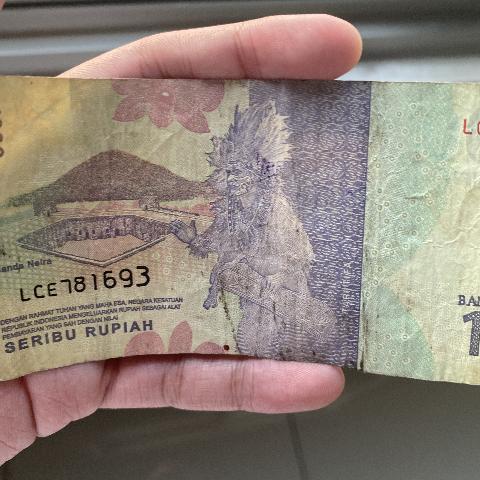 anda Neira
LCE781693
DENGAN RAHMAT TUHAN YANG MAHA ESA, NEGARA KESATUAN
REPUBLIK INDONESIA MENGELUARKAN RUPIAH SEBAGAI ALAT
PEMBAYARAN YANG SAH DENGAN NILAI
SERIBU RUPIAH
LC
BAN
1